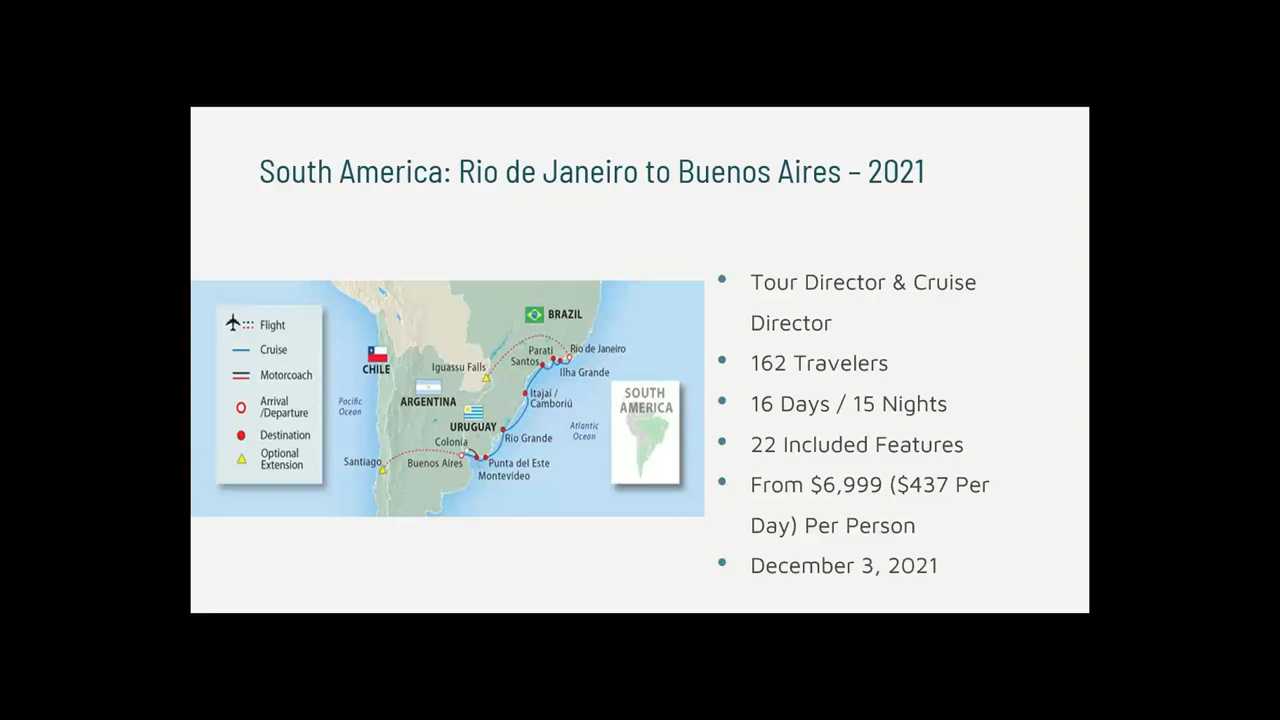 South America: Rio de Janeiro to Buenos Aires – 2021
Flight
Cruise
Motorcoach
Arrival
/Departure
Destination
Optional
Extension
BRAZIL
CHILE
Iguassu Falls
Parati
Santos
Rio de Janeiro
Ilha Grande
ARGENTINA
Pacific
Ocean
Itajaí /
Camboriú
URUGUAY
Colonia
Rio Grande
Atlantic
Ocean
Santiago
Buenos Aires
Punta del Este
Montevideo
SOUTH
AMERICA
• Tour Director & Cruise
Director
• 162 Travelers
• 16 Days / 15 Nights
• 22 Included Features
• From $6,999 ($437 Per
Day) Per Person
• December 3, 2021